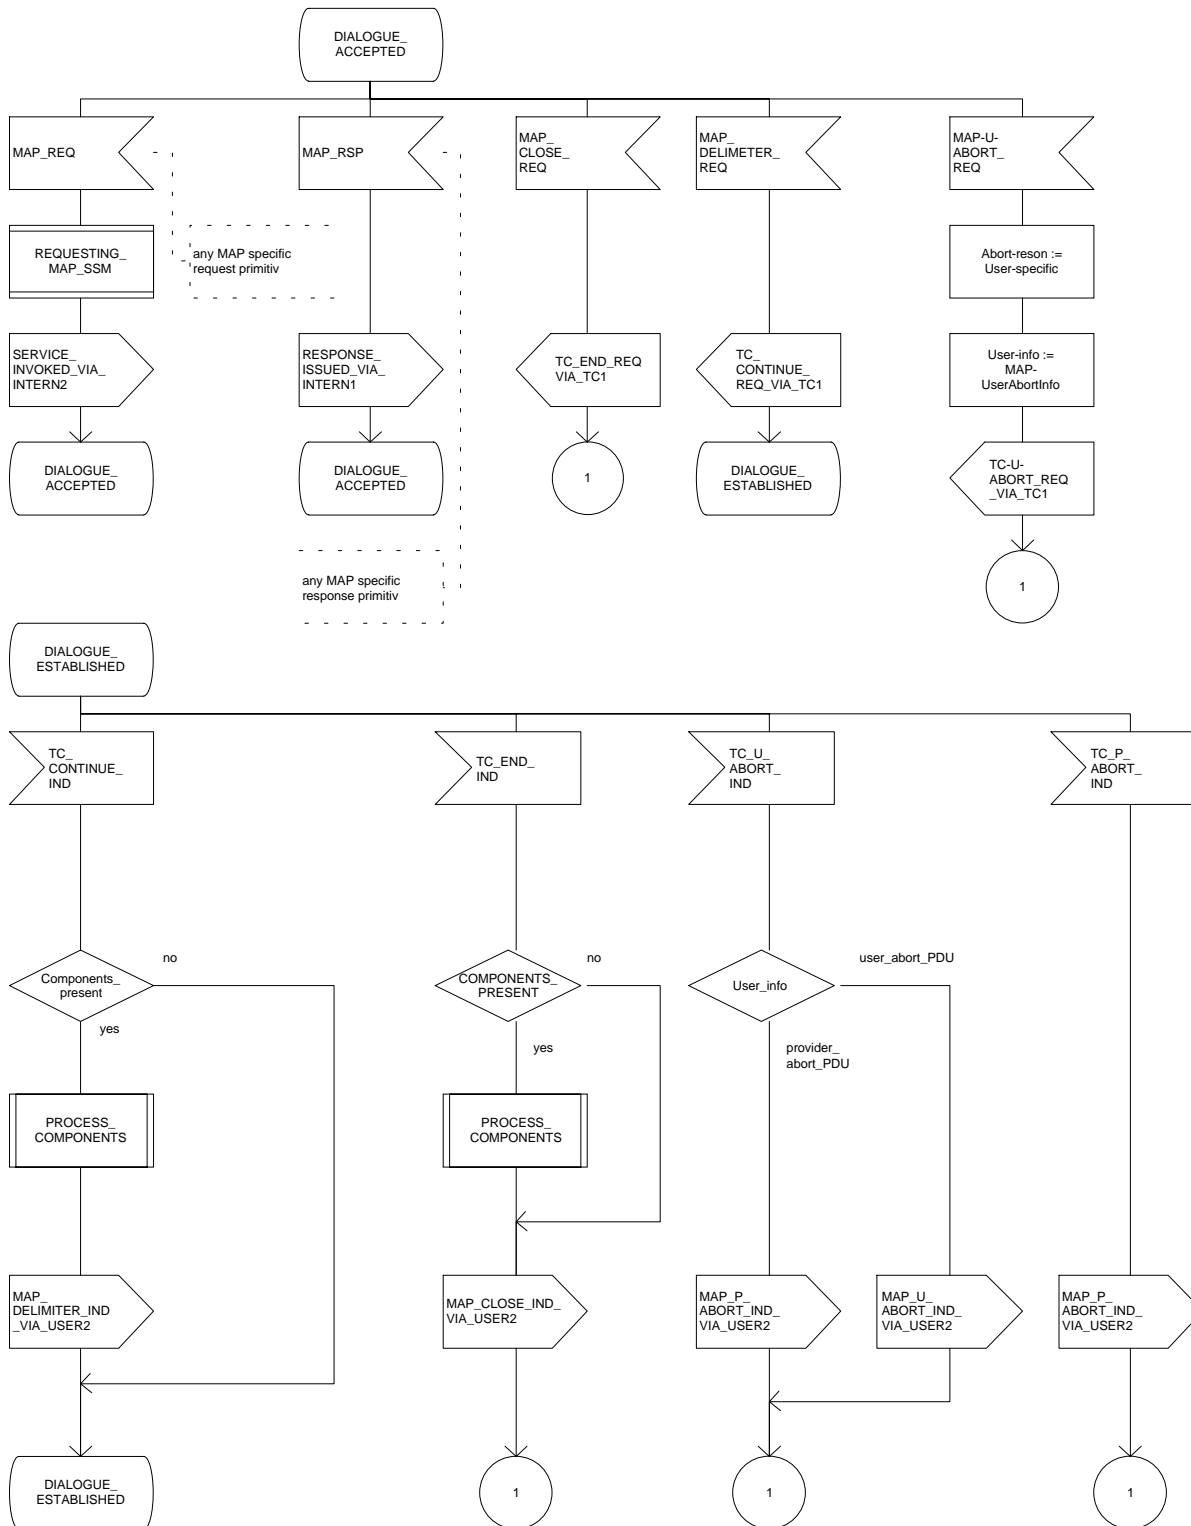 DIALOGUE_
ACCEPTED
MAP_REQ
MAP_RSP
MAP_
CLOSE_
REQ
MAP_
DELIMETER_
REQ
MAP-U-
ABORT_
REQ
REQUESTING_
MAP_SSM
any MAP specific
request primitiv
Abort-reson :=
User-specific
SERVICE_
INVOKED_VIA_
INTERN2
RESPONSE_
ISSUED_VIA_
INTERN1
TC_END_REQ
VIA_TC1
TC_
CONTINUE_
REQ_VIA_TC1
User-info :=
MAP-
UserAbortInfo
DIALOGUE_
ACCEPTED
DIALOGUE_
ACCEPTED
1
DIALOGUE_
ESTABLISHED
TC-U-
ABORT_REQ
_VIA_TC1
any MAP specific
response primitiv
1
DIALOGUE_
ESTABLISHED
TC_
CONTINUE_
IND
TC_END_
IND
TC_U_
ABORT_
IND
TC_P_
ABORT_
IND
Components_
present
no
yes
COMPONENTS_
PRESENT
no
yes
User_info
user_abort_PDU
provider_
abort_PDU
PROCESS_
COMPONENTS
PROCESS_
COMPONENTS
MAP_
DELIMITER_IND
_VIA_USER2
MAP_CLOSE_IND_
VIA_USER2
MAP_P_
ABORT_IND_
VIA_USER2
MAP_U_
ABORT_IND_
VIA_USER2
MAP_P_
ABORT_IND_
VIA_USER2
DIALOGUE_
ESTABLISHED
1
1
1